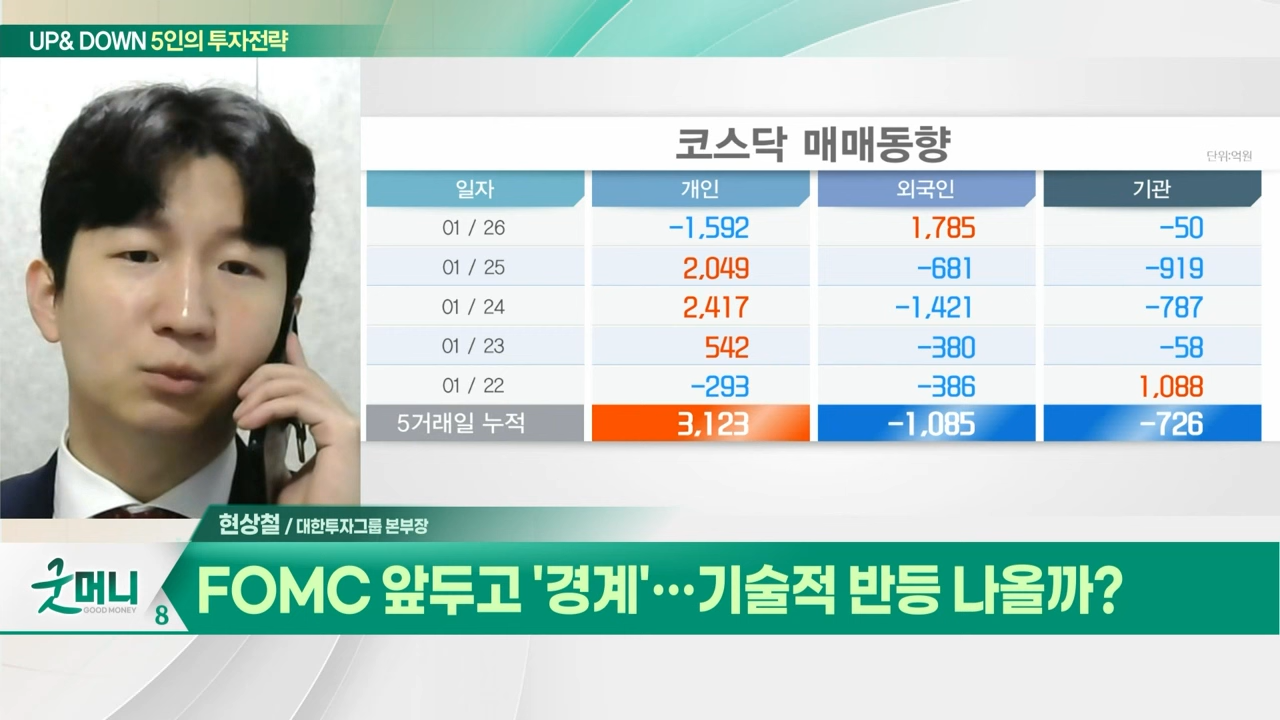 UP& DOWN 5인의 투자전략
코스닥 매매동향
단위:억원
일자 개인 외국인 기관
01 / 26 -1,592 1,785 -50
01 / 25 2,049 -681 -919
01 / 24 2,417 -1,421 -787
01 / 23 542 -380 -58
01 / 22 -293 -386 1,088
5거래일 누적 3,123 -1,085 -726
현상철 / 대한투자그룹 본부장
굿머니
GOOD MONEY
8
FOMC 앞두고 '경계'…기술적 반등 나올까?